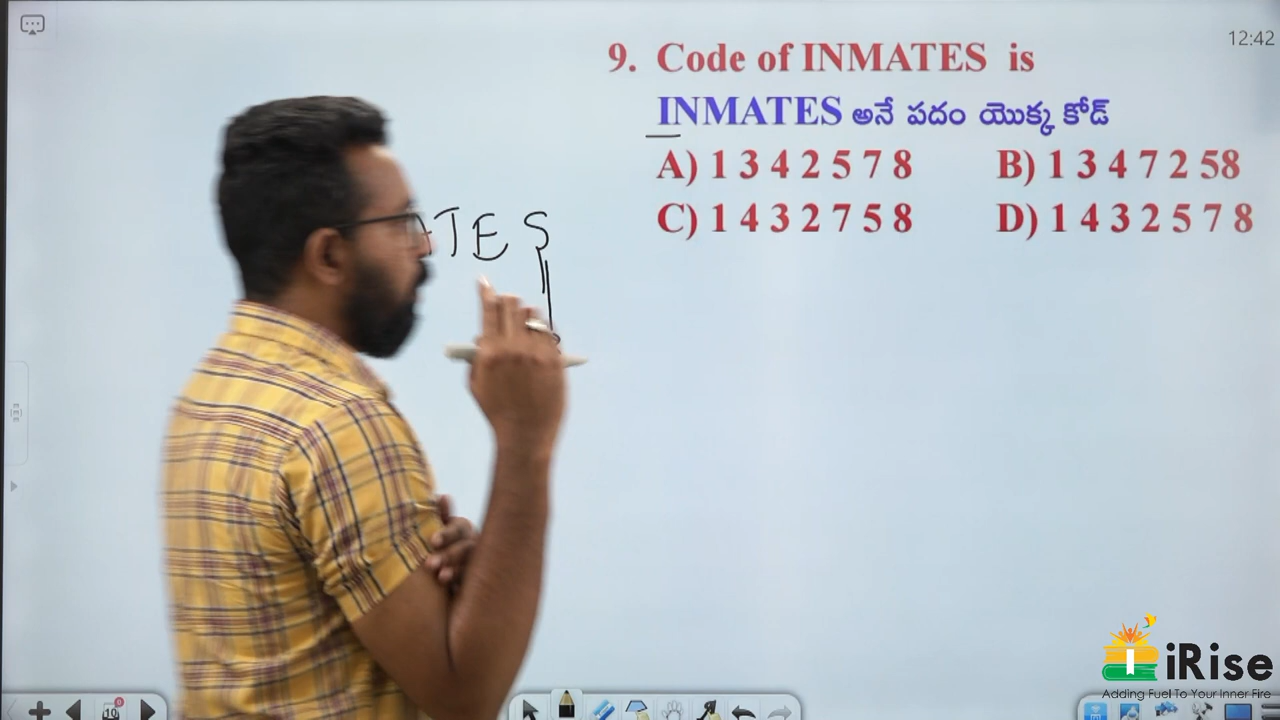 12:42
9. Code of INMATES is
INMATES అనే పదం యొక్క కోడ్
A) 1 3 4 2 5 7 8 B) 1 3 4 7 2 58
C) 1 4 3 2 7 5 8 D) 1 4 3 2 5 7 8
TES
iRise
Adding Fuel To Your Inner Fire